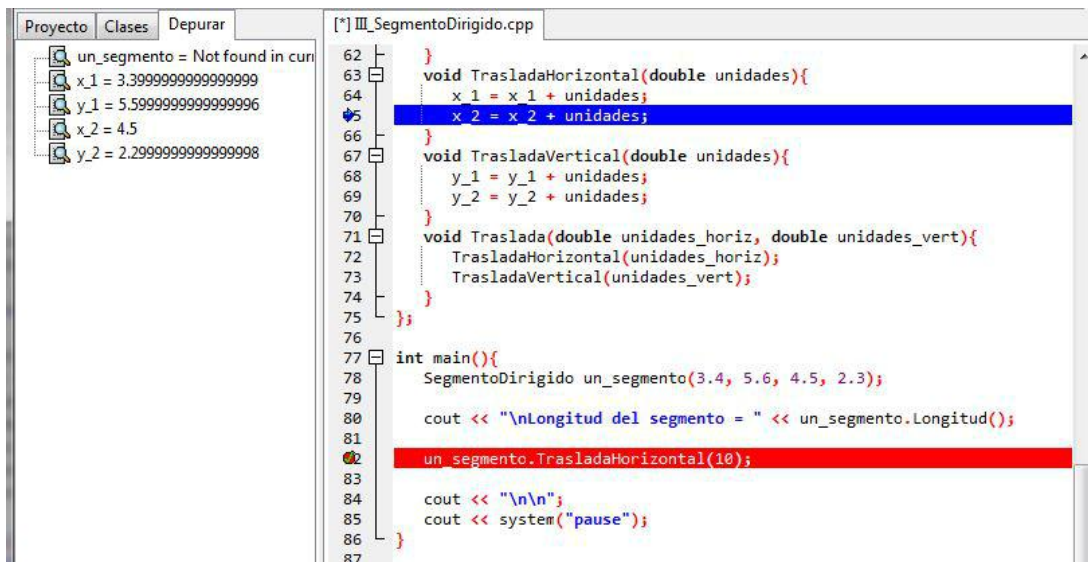 Proyecto Clases Depurar
un_segmento = Not found in curr
x_1 = 3.3999999999999999
y_1 = 5.5999999999999996
x_2 = 4.5
y_2 = 2.2999999999999998
[*] III_SegmentoDirigido.cpp
62 }
63 void TrasladaHorizontal(double unidades){
64 x_1 = x_1 + unidades;
5 x_2 = x_2 + unidades;
66 }
67 void TrasladaVertical(double unidades){
68 y_1 = y_1 + unidades;
69 y_2 = y_2 + unidades;
70 }
71 void Traslada(double unidades_horiz, double unidades_vert){
72 TrasladaHorizontal(unidades_horiz);
73 TrasladaVertical(unidades_vert);
74 }
75 };
76
77 int main(){
78 SegmentoDirigido un_segmento(3.4, 5.6, 4.5, 2.3);
79
80 cout << "\nLongitud del segmento = " << un_segmento.Longitud();
81
2 un_segmento.TrasladaHorizontal(10);
83
84 cout << "\n\n";
85 cout << system("pause");
86 }
87